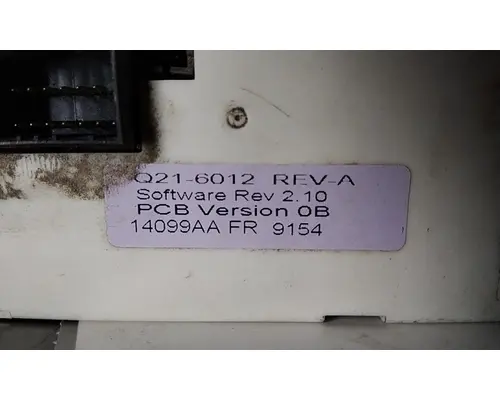 Q21-6012 REV-A
Software Rev 2.10
PCB Version 0B
14099AA FR 9154